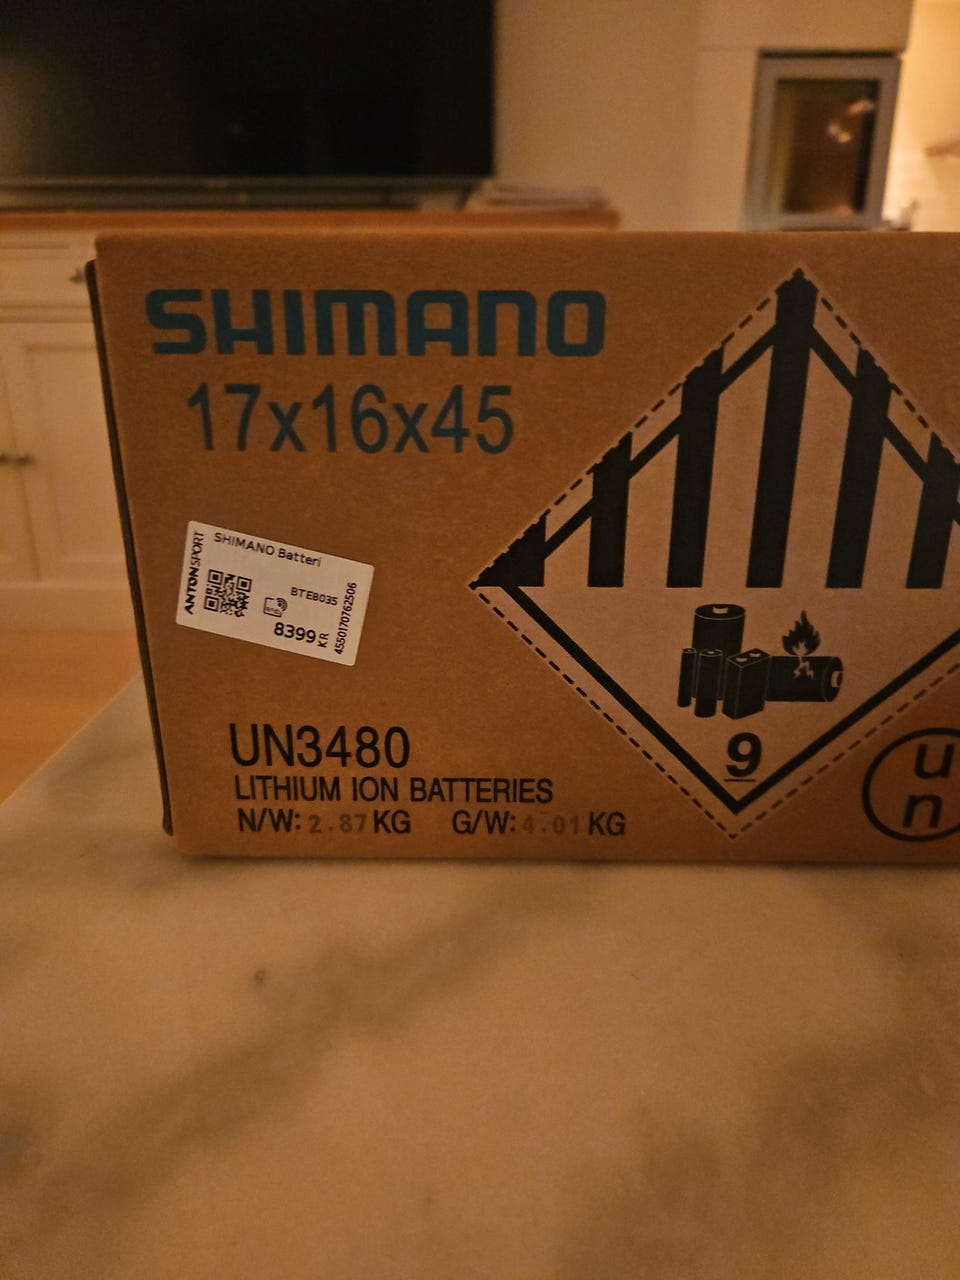 SHIMANO
17x16x45
ANTONSPORT
SHIMANO Batteri
BTE8035
8399 KR
4550170762506
UN3480
LITHIUM ION BATTERIES
N/W: 2.87 KG G/W: 4.01 KG
9
u
n